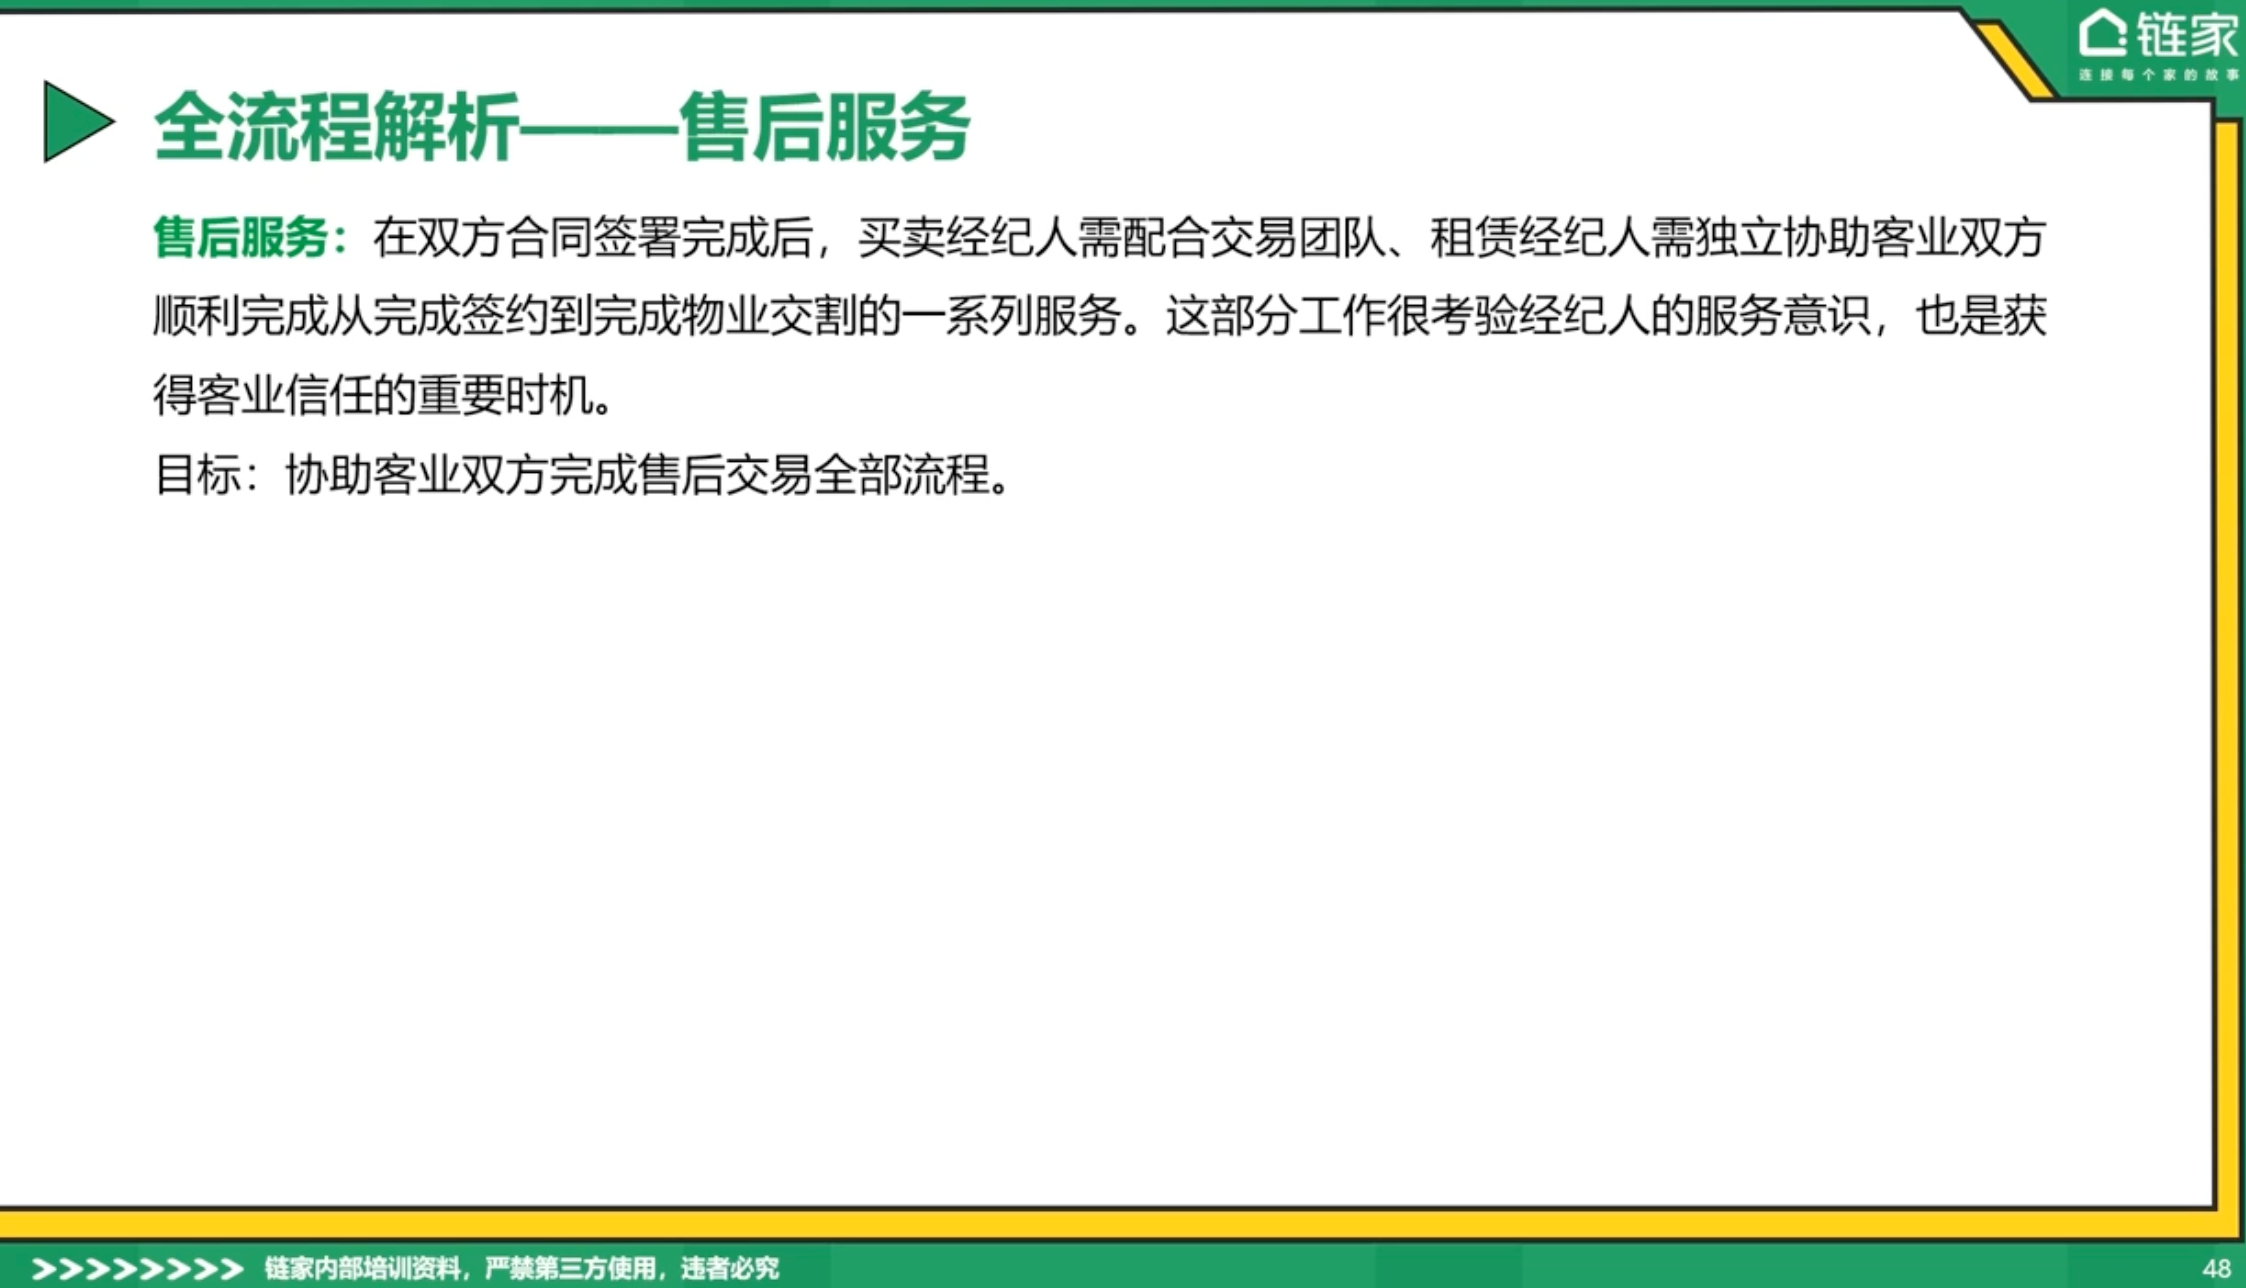 链家
连接每个家的故事
全流程解析——售后服务
售后服务：在双方合同签署完成后，买卖经纪人需配合交易团队、租赁经纪人需独立协助客业双方
顺利完成从完成签约到完成物业交割的一系列服务。这部分工作很考验经纪人的服务意识，也是获
得客业信任的重要时机。
目标：协助客业双方完成售后交易全部流程。
链家内部培训资料，严禁第三方使用，违者必究
48